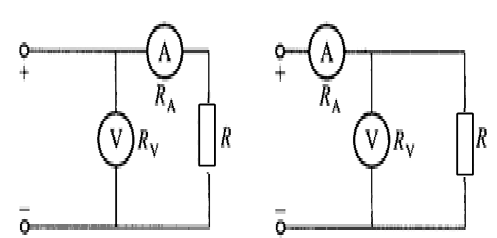 A A
+ R_A + R_A
V R_V R V R_V R
− −